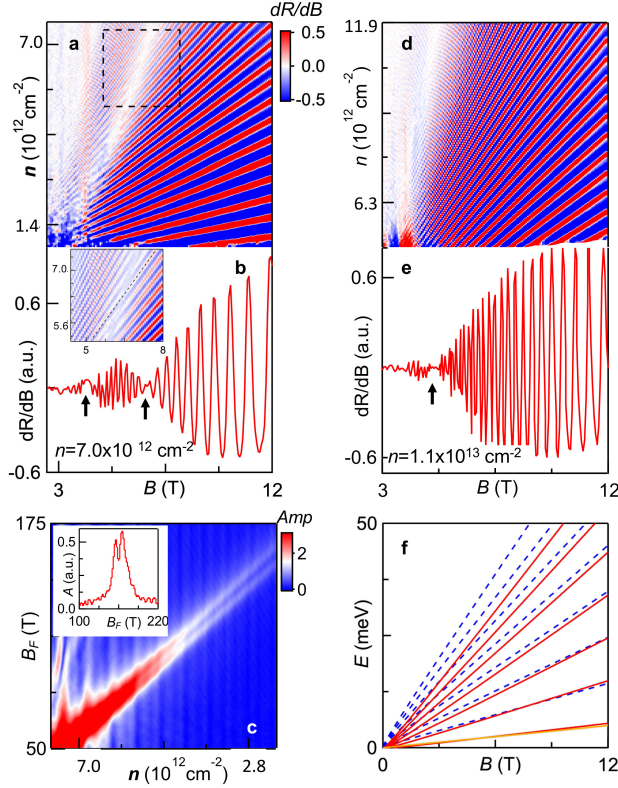 dR/dB
0.5
0.0
-0.5
a
7.0
1.4
n (10^12 cm^-2)
d
11.9
6.3
n (10^12 cm^-2)
b
7.0
5.6
5
8
0.6
-0.6
dR/dB (a.u.)
n=7.0x10^12 cm^-2
3
B (T)
12
e
0.6
dR/dB (a.u.)
n=1.1x10^13 cm^-2
3
B (T)
12
Amp
2
0
175
50
B_F (T)
0.5
0.0
A (a.u.)
100
B_F (T)
220
c
7.0
n (10^12 cm^-2)
2.8
f
50
0
E (meV)
0
B (T)
12